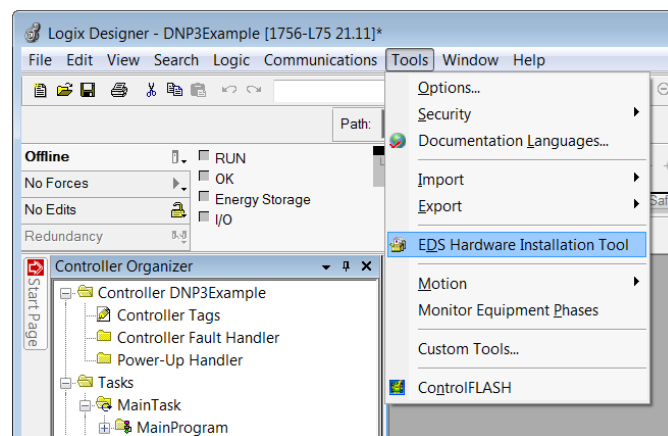 Logix Designer - DNP3Example [1756-L75 21.11]*
File Edit View Search Logic Communications Tools Window Help
Path:
Offline
RUN
No Forces
OK
Energy Storage
No Edits
I/O
Redundancy
Options...
Security
Documentation Languages...
Import
Export
EDS Hardware Installation Tool
Motion
Monitor Equipment Phases
Custom Tools...
ControlFLASH
Start Page
Controller Organizer
Controller DNP3Example
Controller Tags
Controller Fault Handler
Power-Up Handler
Tasks
MainTask
MainProgram